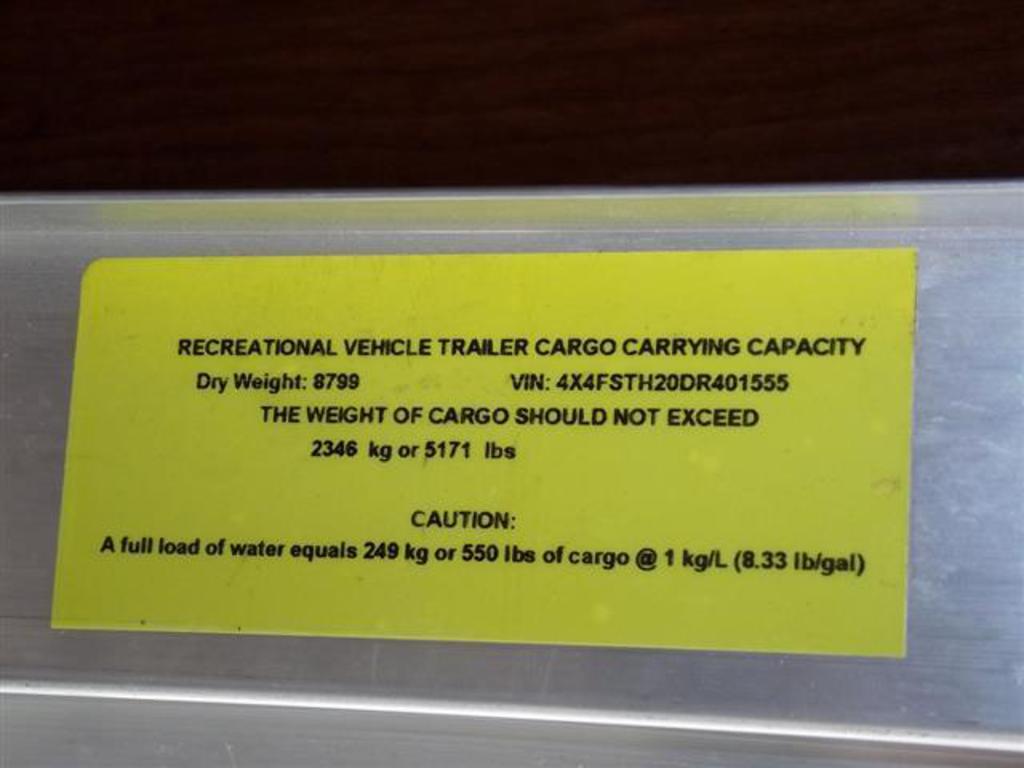 RECREATIONAL VEHICLE TRAILER CARGO CARRYING CAPACITY
Dry Weight: 8799 VIN: 4X4FSTH20DR401555
THE WEIGHT OF CARGO SHOULD NOT EXCEED
2346 kg or 5171 lbs
CAUTION:
A full load of water equals 249 kg or 550 lbs of cargo @ 1 kg/L (8.33 lb/gal)